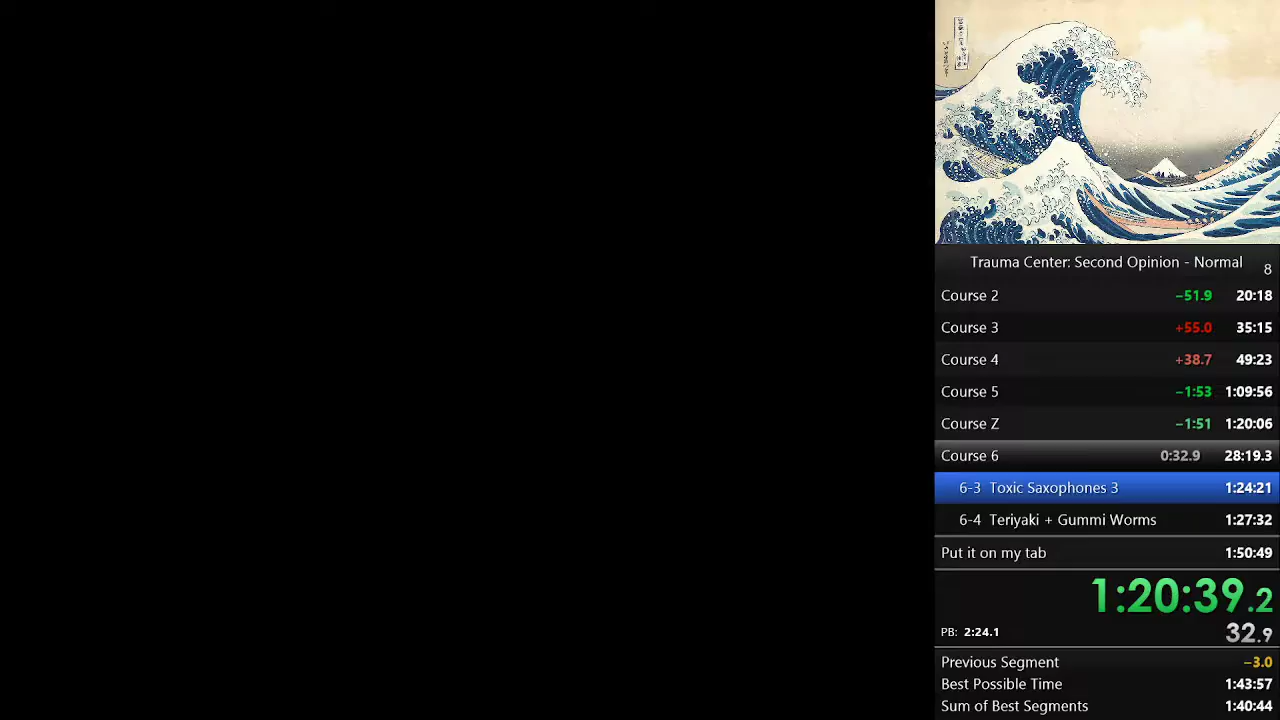 Trauma Center: Second Opinion - Normal
8
Course 2 −51.9 20:18
Course 3 +55.0 35:15
Course 4 +38.7 49:23
Course 5 −1:53 1:09:56
Course Z −1:51 1:20:06
Course 6 0:32.9 28:19.3
6-3 Toxic Saxophones 3 1:24:21
6-4 Teriyaki + Gummi Worms 1:27:32
Put it on my tab 1:50:49
1:20:39.2
PB: 2:24.1 32.9
Previous Segment −3.0
Best Possible Time 1:43:57
Sum of Best Segments 1:40:44